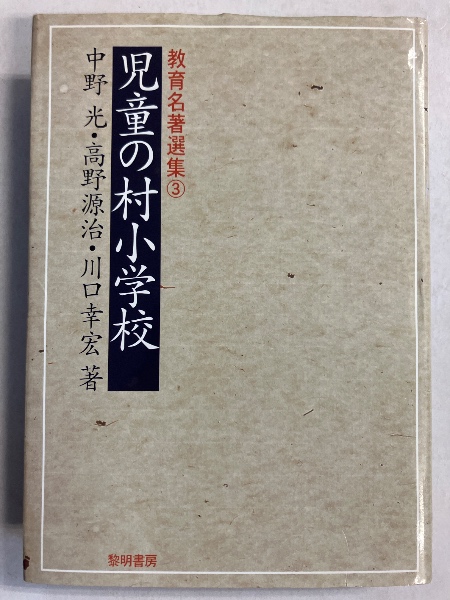 教育名著選集③
児童の村小学校
中野光・高野源治・川口幸宏 著
黎明書房